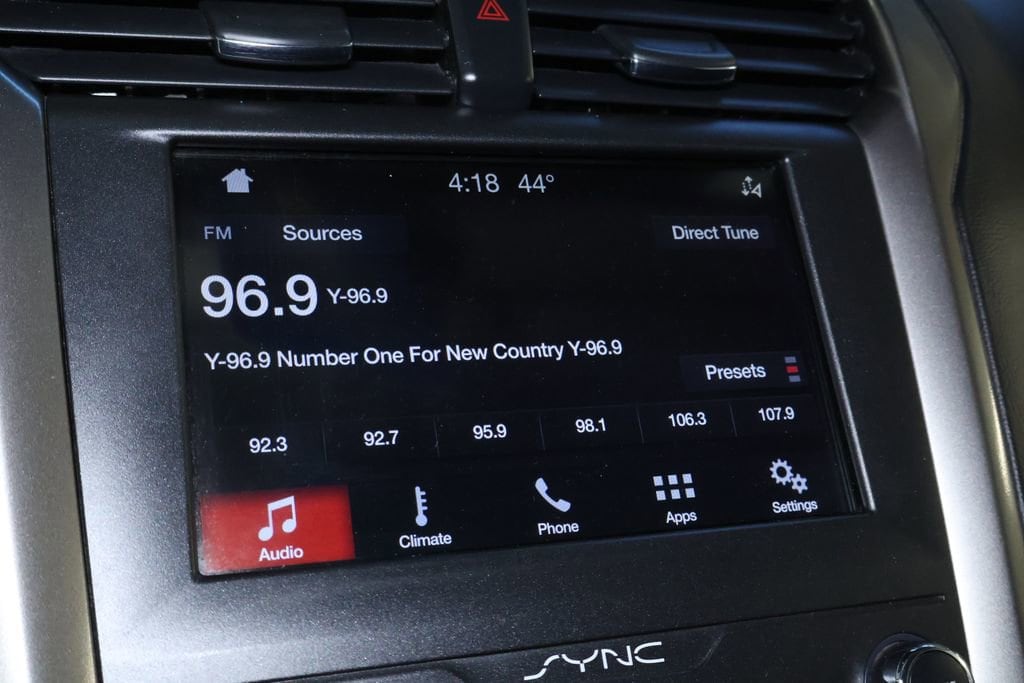 4:18 44°
FM Sources Direct Tune
96.9 Y-96.9
Y-96.9 Number One For New Country Y-96.9
Presets
92.3 92.7 95.9 98.1 106.3 107.9
Audio Climate Phone Apps Settings
SYNC